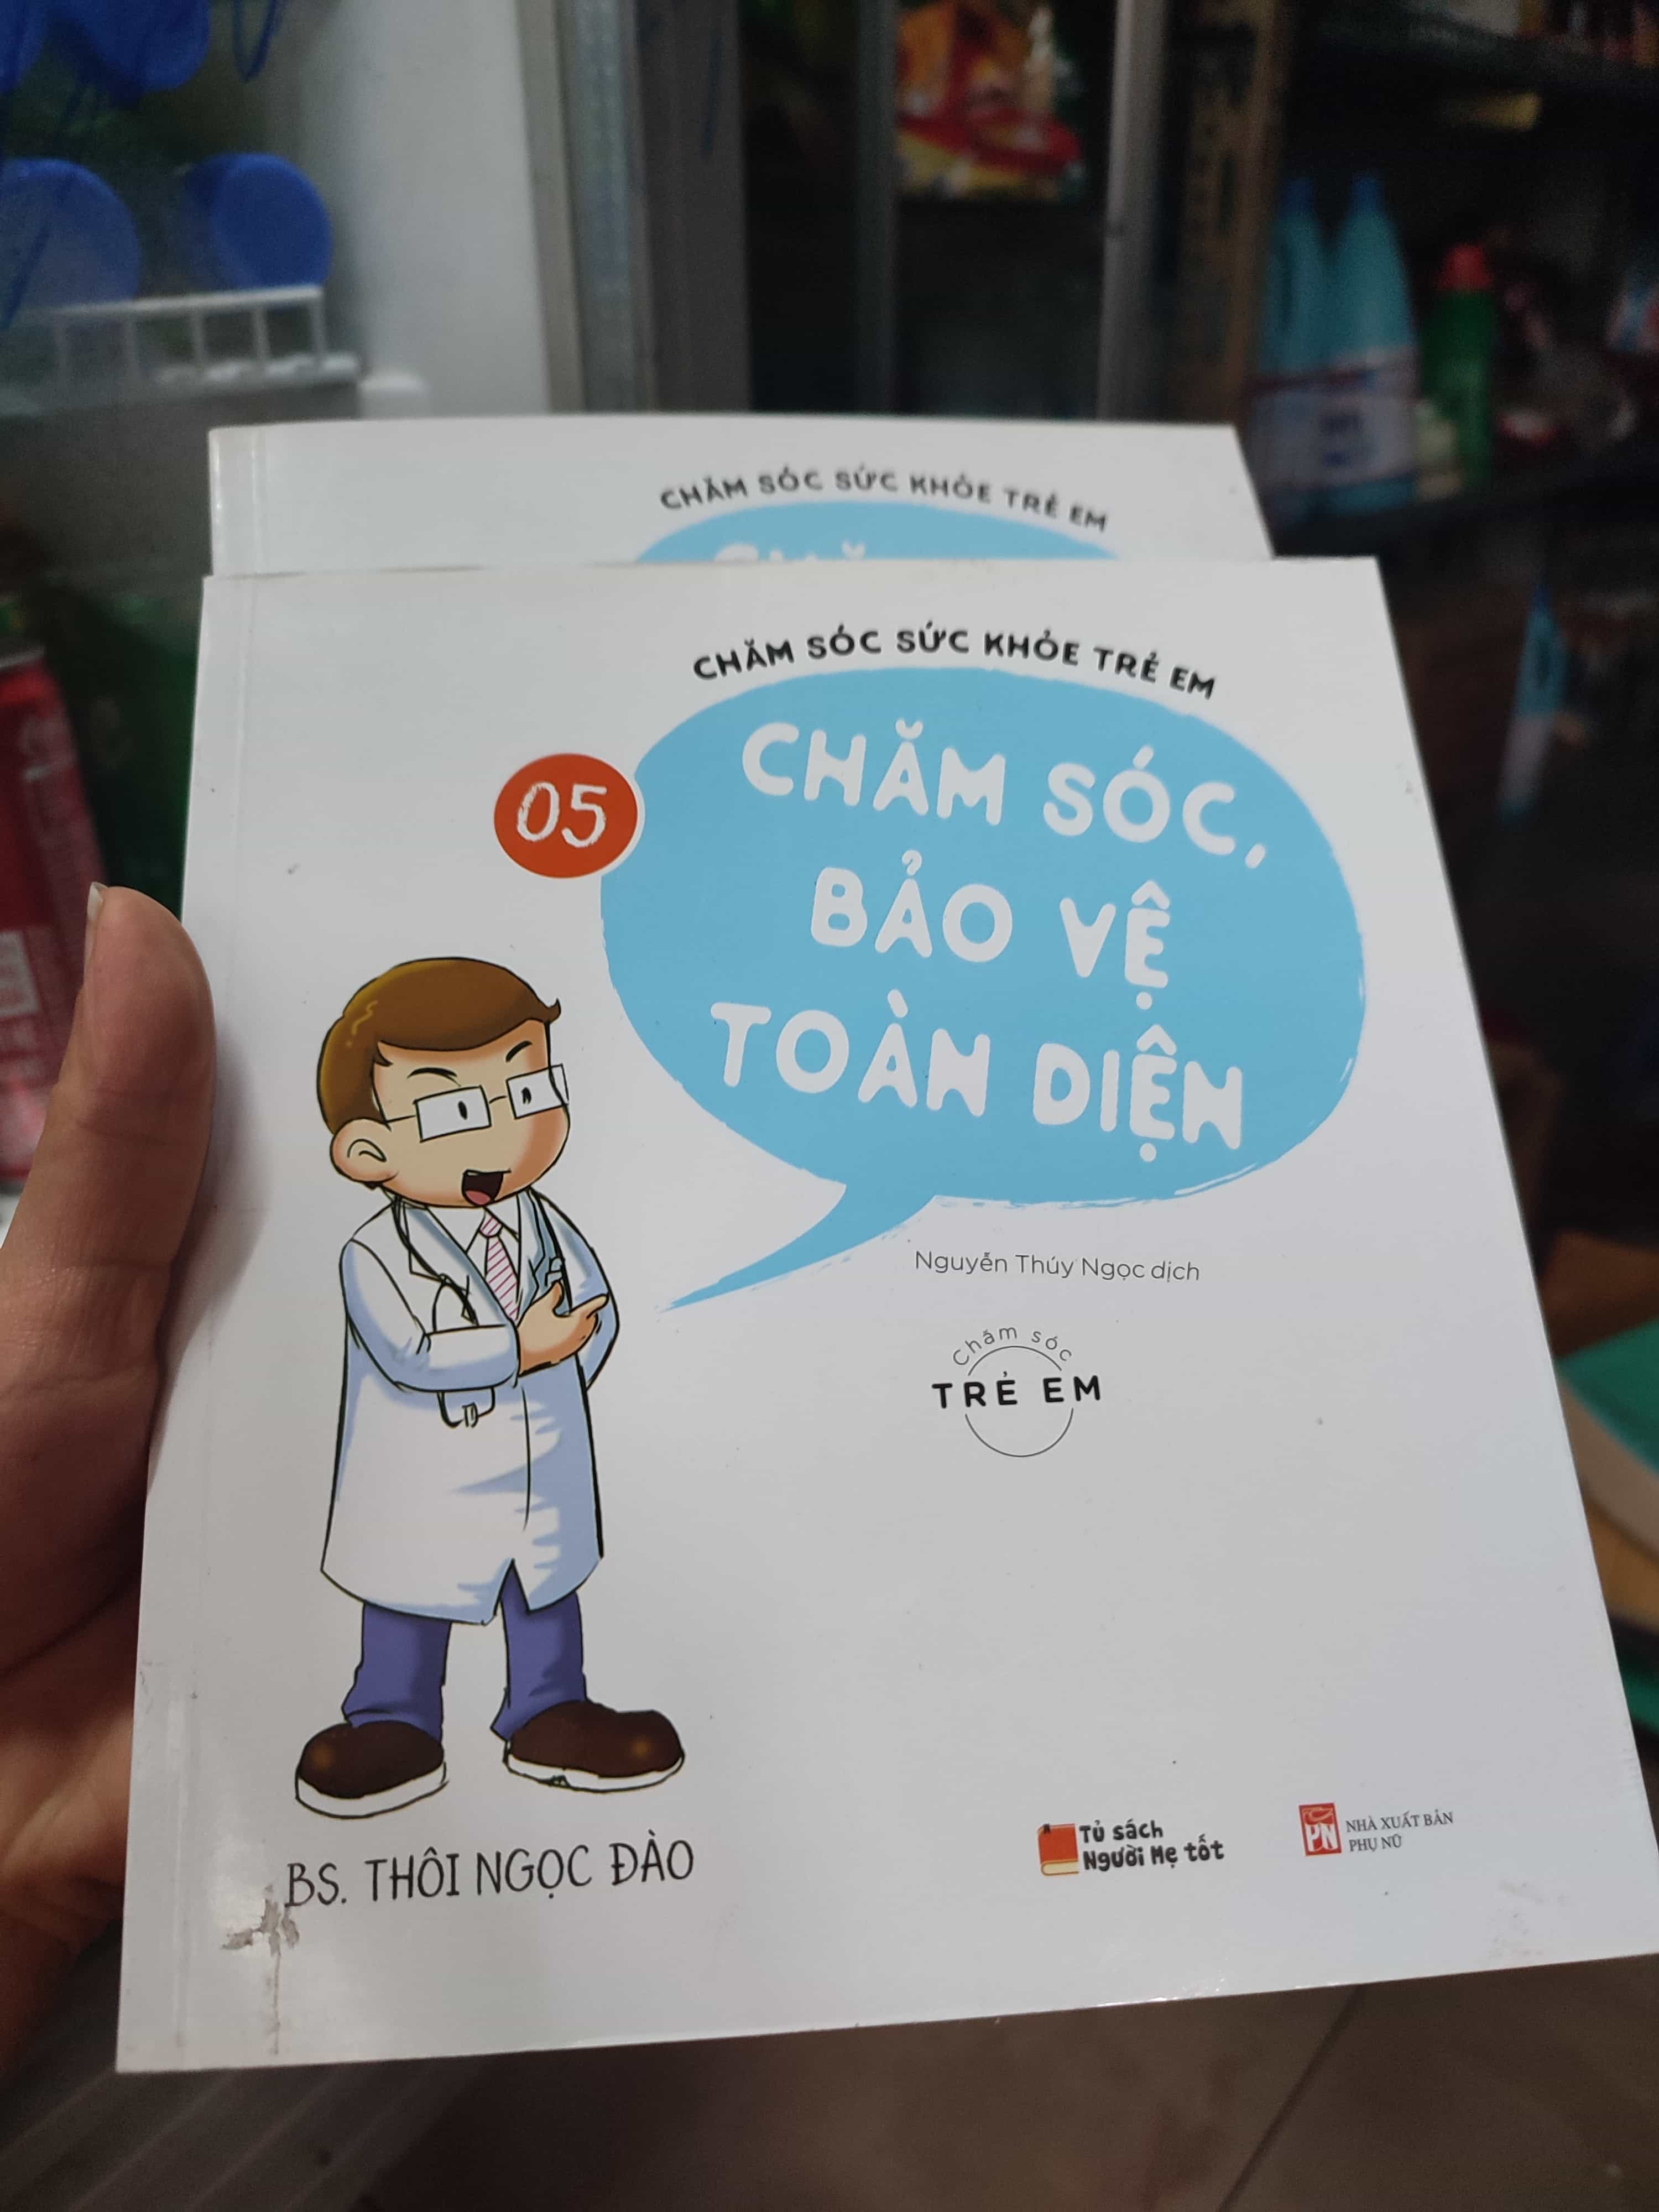 CHĂM SÓC SỨC KHỎE TRẺ EM
CHĂM SÓC SỨC KHỎE TRẺ EM
05
CHĂM SÓC,
BẢO VỆ
TOÀN DIỆN
Nguyễn Thúy Ngọc dịch
Chăm sóc
TRẺ EM
BS. THÔI NGỌC ĐÀO
Tủ sách
Người Mẹ tốt
PN
NHÀ XUẤT BẢN
PHỤ NỮ